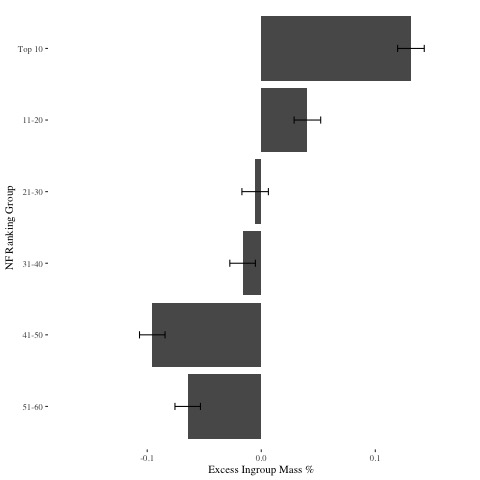 NF Ranking Group
Top 10
11-20
21-30
31-40
41-50
51-60
-0.1 0.0 0.1
Excess Ingroup Mass %